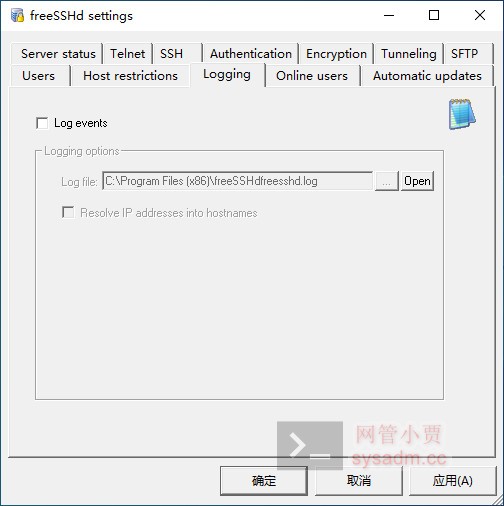 freeSSHd settings
Server status Telnet SSH Authentication Encryption Tunneling SFTP
Users Host restrictions Logging Online users Automatic updates
Log events
Logging options
Log file: C:\Program Files (x86)\freeSSHdfreesshd.log ... Open
Resolve IP addresses into hostnames
网管小贾
sysadm.cc
确定 取消 应用(A)